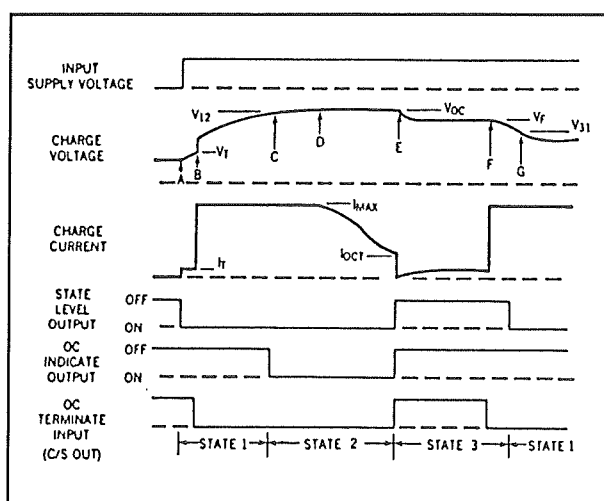 INPUT
SUPPLY VOLTAGE
V12
VOC
VF
V31
CHARGE
VOLTAGE
VT
A B C D E F G
IMAX
CHARGE
CURRENT
IOCT
IT
STATE
LEVEL
OUTPUT
OFF
ON
OC
INDICATE
OUTPUT
OFF
ON
OC
TERMINATE
INPUT
(C/S OUT)
STATE 1 STATE 2 STATE 3 STATE 1